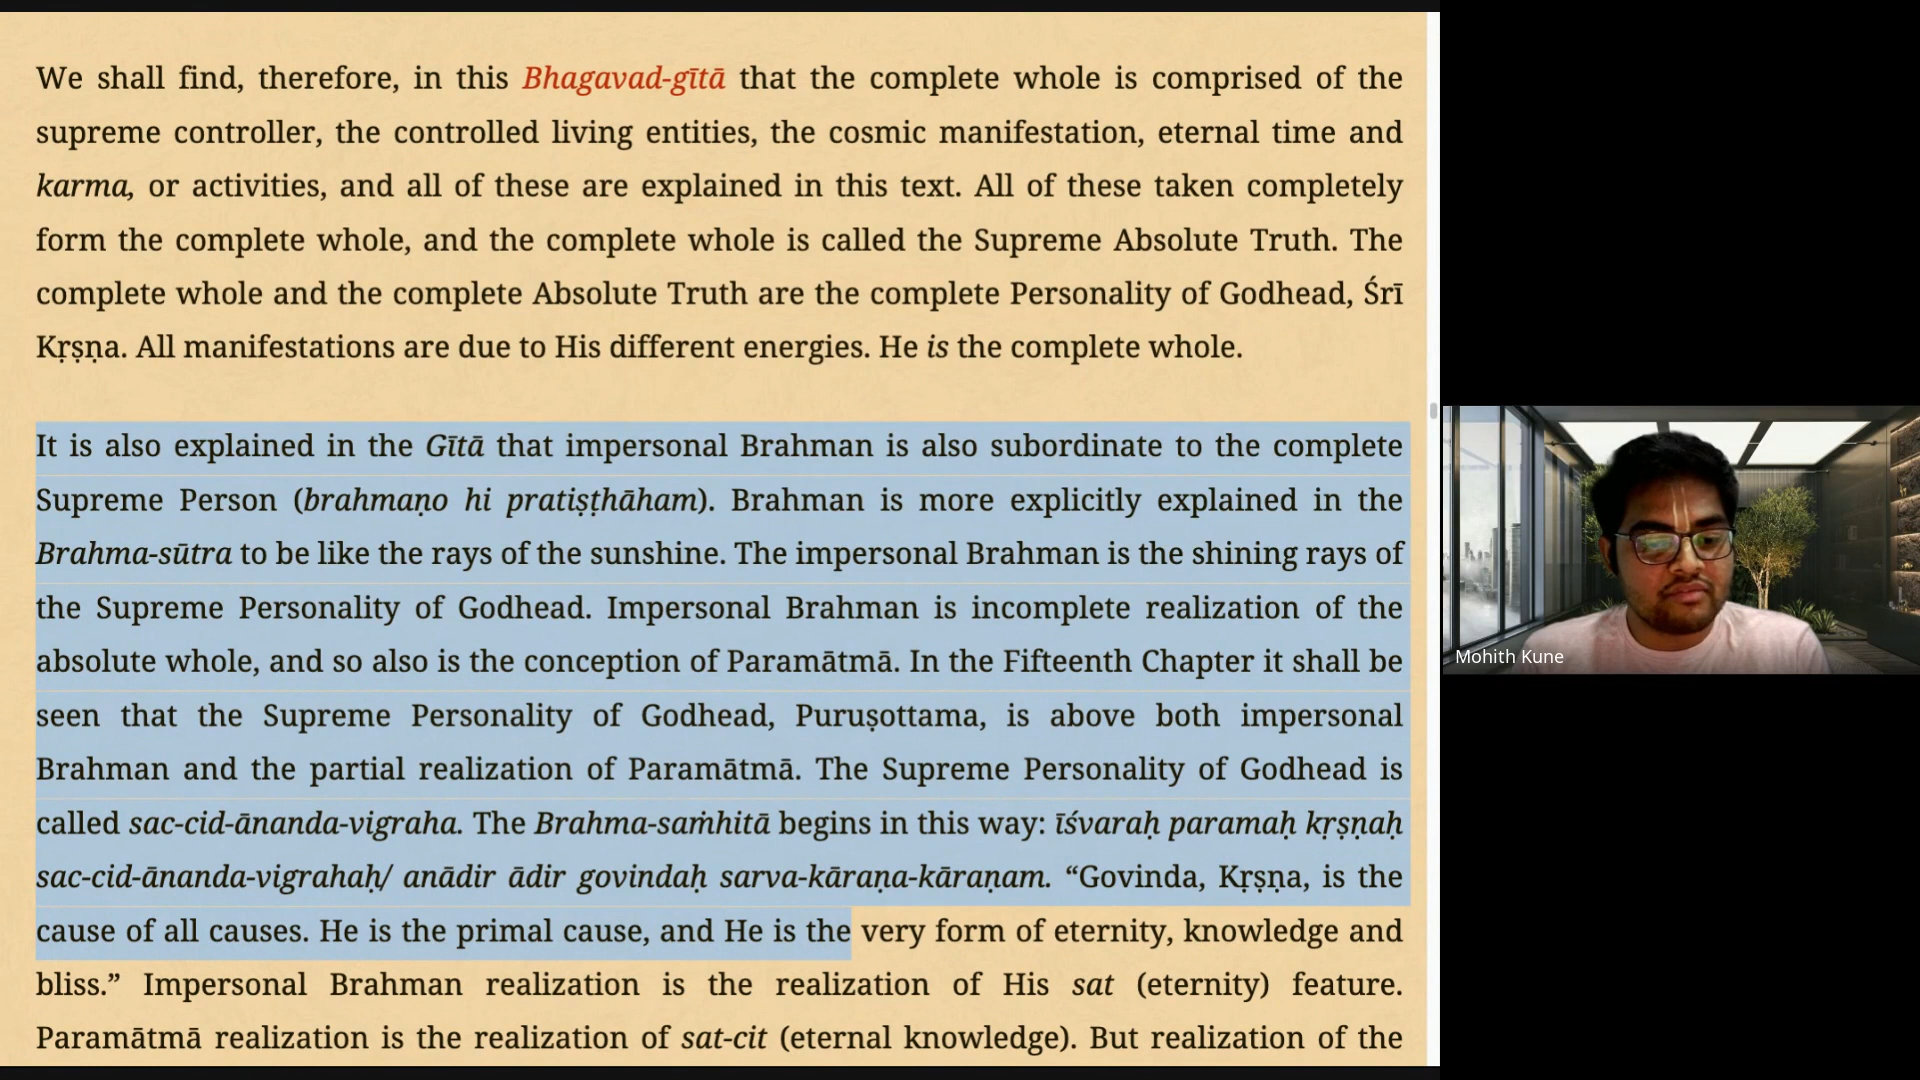 We shall find, therefore, in this Bhagavad-gītā that the complete whole is comprised of the
supreme controller, the controlled living entities, the cosmic manifestation, eternal time and
karma, or activities, and all of these are explained in this text. All of these taken completely
form the complete whole, and the complete whole is called the Supreme Absolute Truth. The
complete whole and the complete Absolute Truth are the complete Personality of Godhead, Śrī
Kṛṣṇa. All manifestations are due to His different energies. He is the complete whole.
It is also explained in the Gītā that impersonal Brahman is also subordinate to the complete
Supreme Person (brahmaṇo hi pratiṣṭhāham). Brahman is more explicitly explained in the
Brahma-sūtra to be like the rays of the sunshine. The impersonal Brahman is the shining rays of
the Supreme Personality of Godhead. Impersonal Brahman is incomplete realization of the
absolute whole, and so also is the conception of Paramātmā. In the Fifteenth Chapter it shall be
seen that the Supreme Personality of Godhead, Puruṣottama, is above both impersonal
Brahman and the partial realization of Paramātmā. The Supreme Personality of Godhead is
called sac-cid-ānanda-vigraha. The Brahma-saṁhitā begins in this way: īśvaraḥ paramaḥ kṛṣṇaḥ
sac-cid-ānanda-vigrahaḥ/ anādir ādir govindaḥ sarva-kāraṇa-kāraṇam. “Govinda, Kṛṣṇa, is the
cause of all causes. He is the primal cause, and He is the very form of eternity, knowledge and
bliss.” Impersonal Brahman realization is the realization of His sat (eternity) feature.
Paramātmā realization is the realization of sat-cit (eternal knowledge). But realization of the
Mohith Kune